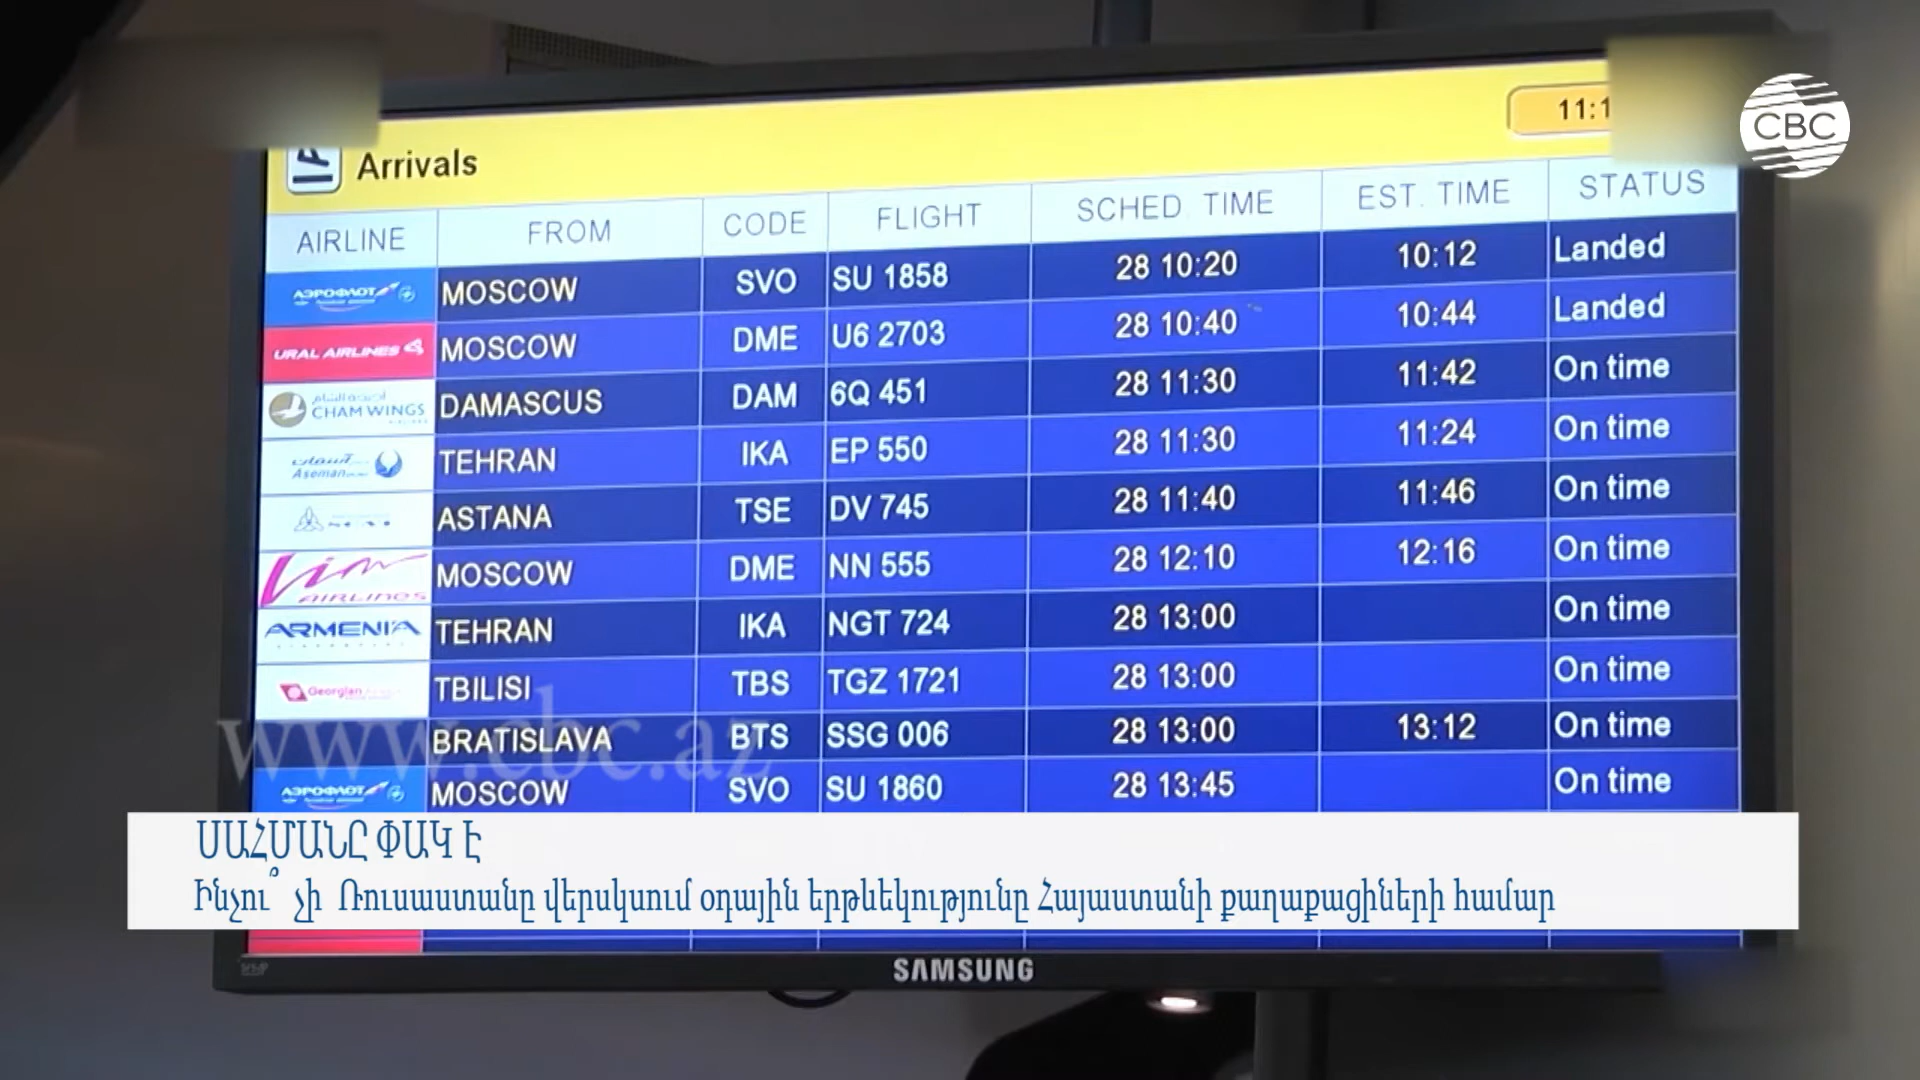 CBC
11:1
Arrivals
AIRLINE FROM CODE FLIGHT SCHED. TIME EST. TIME STATUS
АЭРОФЛОТ MOSCOW SVO SU 1858 28 10:20 10:12 Landed
URAL AIRLINES MOSCOW DME U6 2703 28 10:40 10:44 Landed
CHAM WINGS DAMASCUS DAM 6Q 451 28 11:30 11:42 On time
Aseman TEHRAN IKA EP 550 28 11:30 11:24 On time
ASTANA TSE DV 745 28 11:40 11:46 On time
Vim AIRLINES MOSCOW DME NN 555 28 12:10 12:16 On time
ARMENIA TEHRAN IKA NGT 724 28 13:00 On time
Georgian TBILISI TBS TGZ 1721 28 13:00 On time
BRATISLAVA BTS SSG 006 28 13:00 13:12 On time
АЭРОФЛОТ MOSCOW SVO SU 1860 28 13:45 On time
www.cbc.az
ՍԱՀՄԱՆԸ ՓԱԿ Է
Ինչու՞ չի Ռուսաստանը վերսկսում օդային երթևեկությունը Հայաստանի քաղաքացիների համար
SAMSUNG